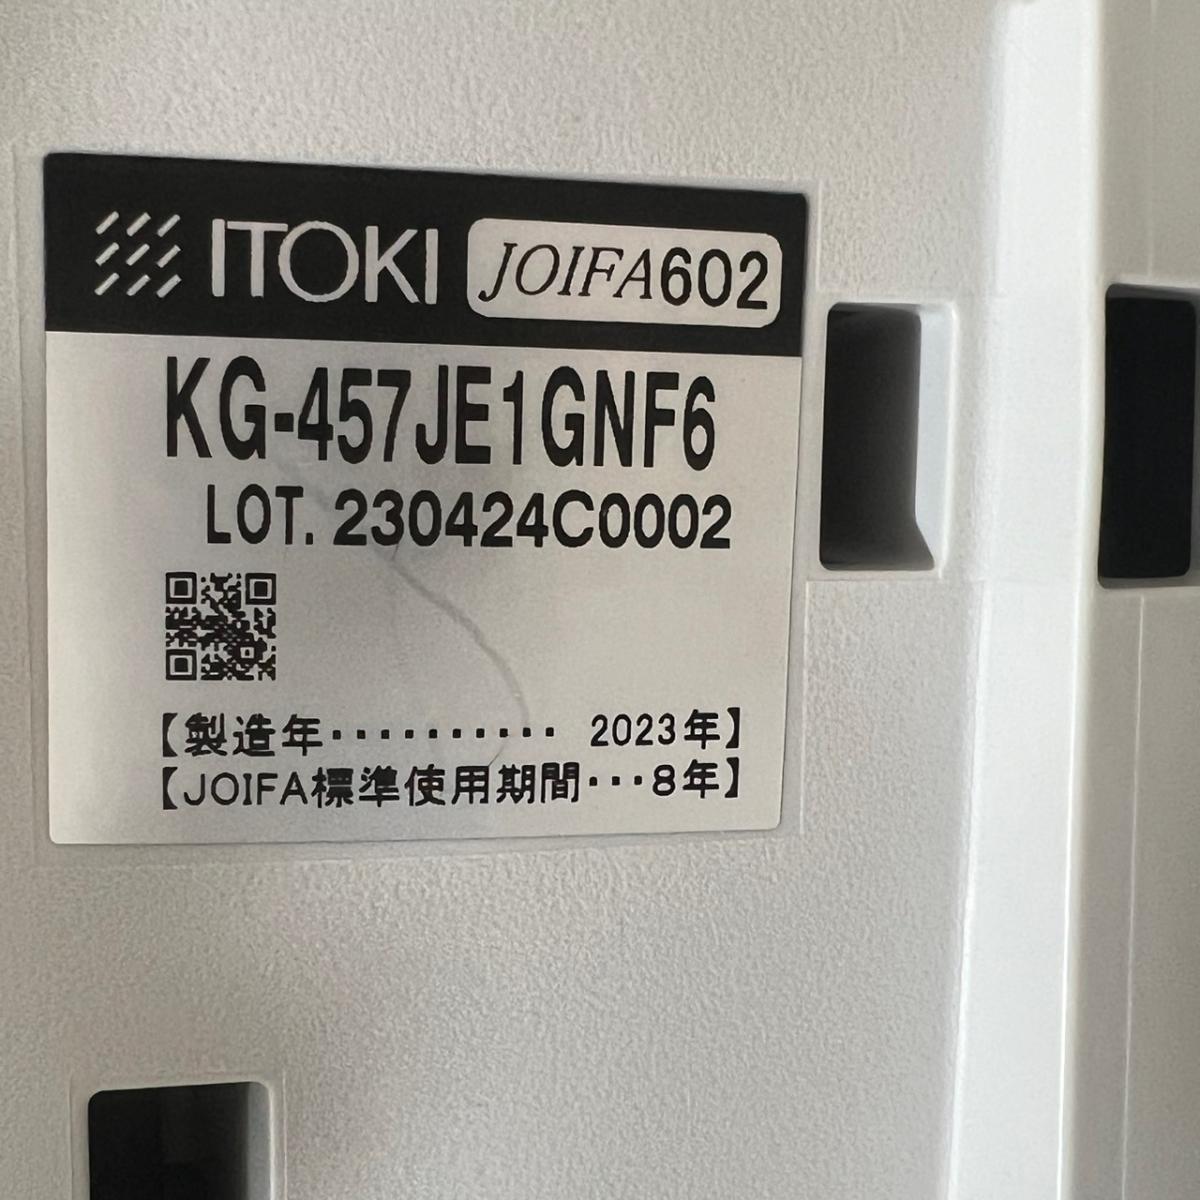 ITOKI JOIFA602
KG-457JE1GNF6
LOT. 230424C0002
【製造年·········· 2023年】
【JOIFA標準使用期間···8年】